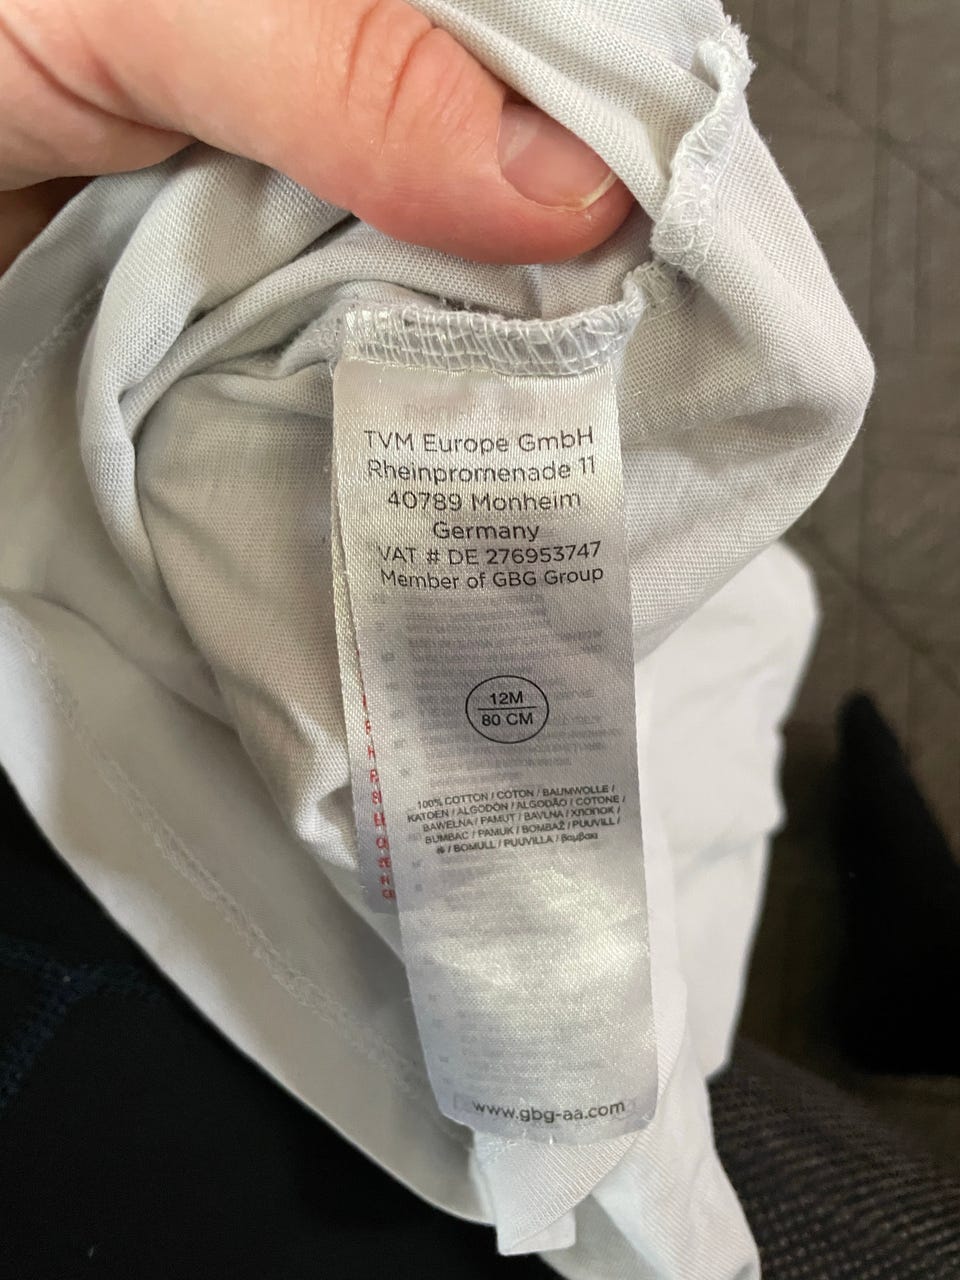 TVM Europe GmbH
Rheinpromenade 11
40789 Monheim
Germany
VAT # DE 276953747
Member of GBG Group
12M
80 CM
100% COTTON / COTON / BAUMWOLLE /
KATOEN / ALGODÓN / ALGODÃO / COTONE /
BAWEŁNA / PAMUT / BAVLNA / ХЛОПОК /
BUMBAC / PAMUK / BOMBAŽ / PUUVILL /
棉 / BOMULL / PUUVILLA / βαμβακι
www.gbg-aa.com